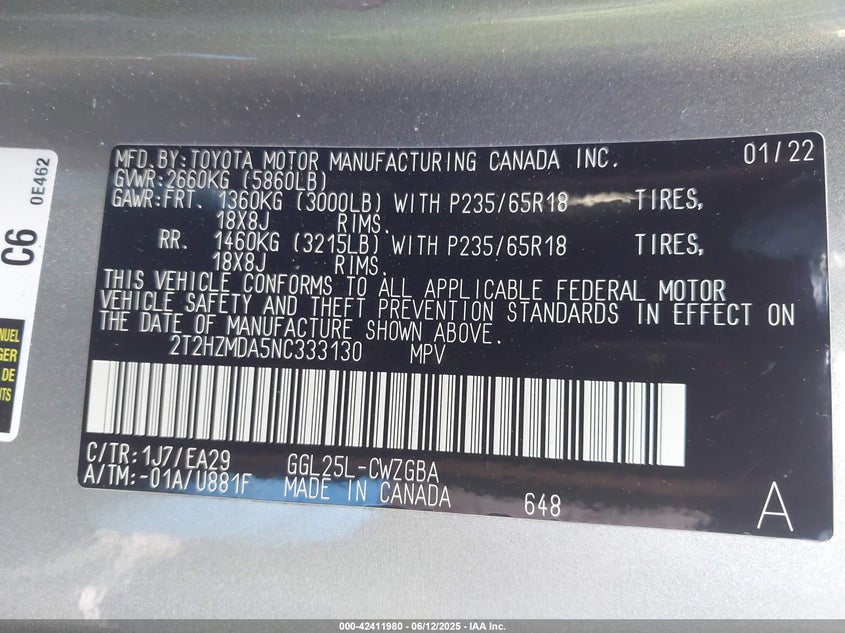 MFD.BY:TOYOTA MOTOR MANUFACTURING CANADA INC. 01/22
GVWR:2660KG (5860LB)
GAWR:FRT. 1360KG (3000LB) WITH P235/65R18 TIRES,
18X8J RIMS.
RR. 1460KG (3215LB) WITH P235/65R18 TIRES,
18X8J RIMS.
THIS VEHICLE CONFORMS TO ALL APPLICABLE FEDERAL MOTOR
VEHICLE SAFETY AND THEFT PREVENTION STANDARDS IN EFFECT ON
THE DATE OF MANUFACTURE SHOWN ABOVE.
2T2HZMDA5NC333130 MPV
C/TR:1J7/EA29 GGL25L-CWZGBA
A/TM:-01A/U881F MADE IN CANADA 648 A
C6
0E462
DE
000-42411980 - 06/12/2025 - IAA Inc.